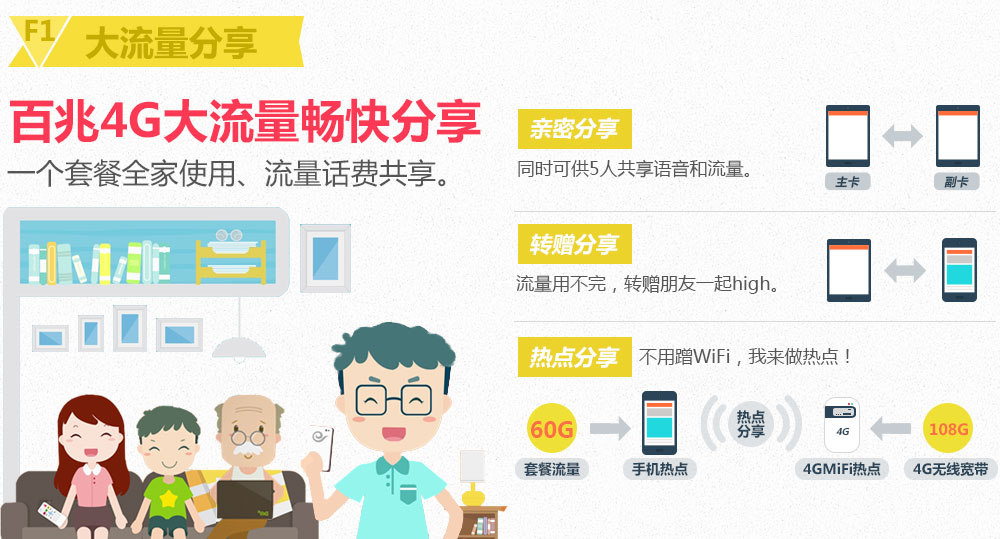 F1
大流量分享
百兆4G大流量畅快分享
一个套餐全家使用、流量话费共享。
亲密分享
同时可供5人共享语音和流量。
主卡
副卡
转赠分享
流量用不完，转赠朋友一起high。
热点分享
不用蹭WiFi，我来做热点！
60G
套餐流量
手机热点
热点
分享
4G
4GMiFi热点
108G
4G无线宽带